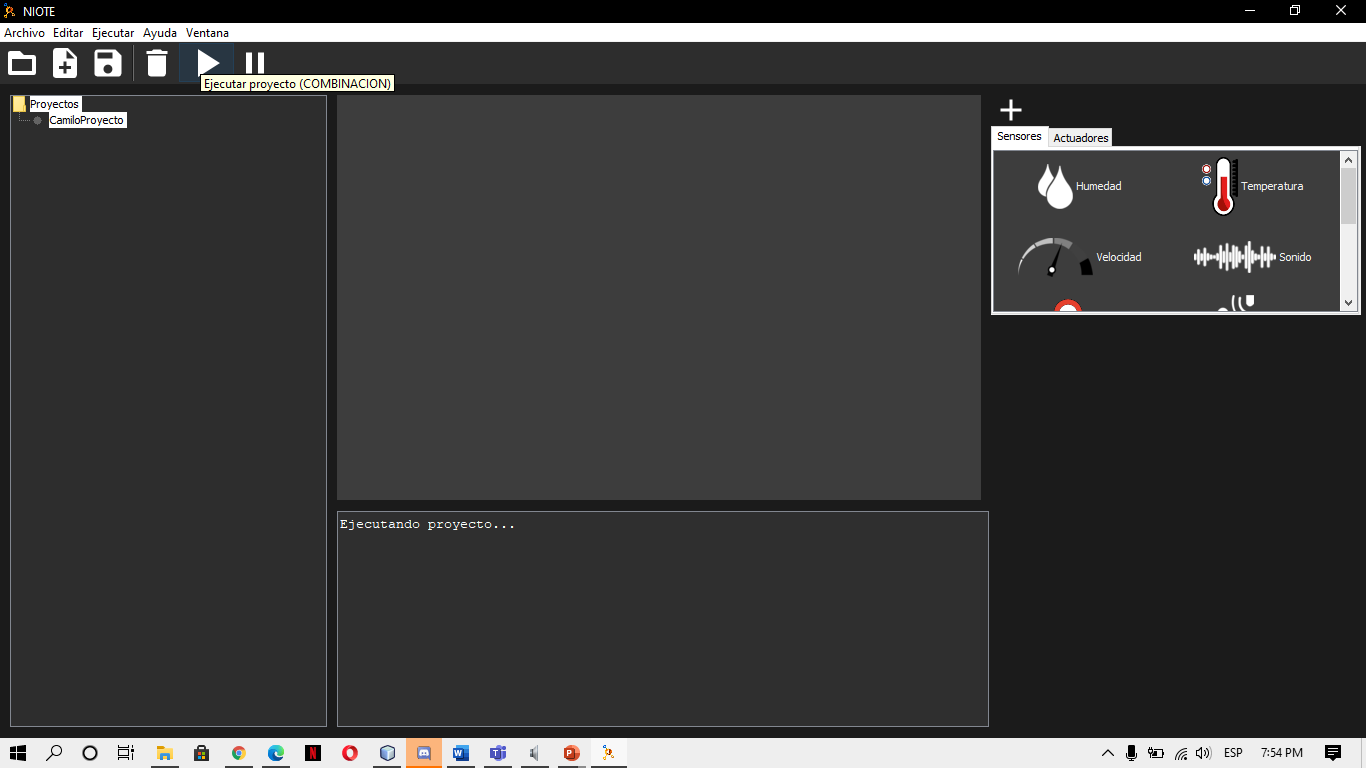 NIOTE
Archivo Editar Ejecutar Ayuda Ventana
Ejecutar proyecto (COMBINACION)
Proyectos
CamiloProyecto
Sensores Actuadores
Humedad Temperatura
Velocidad Sonido
Ejecutando proyecto...
ESP 7:54 PM